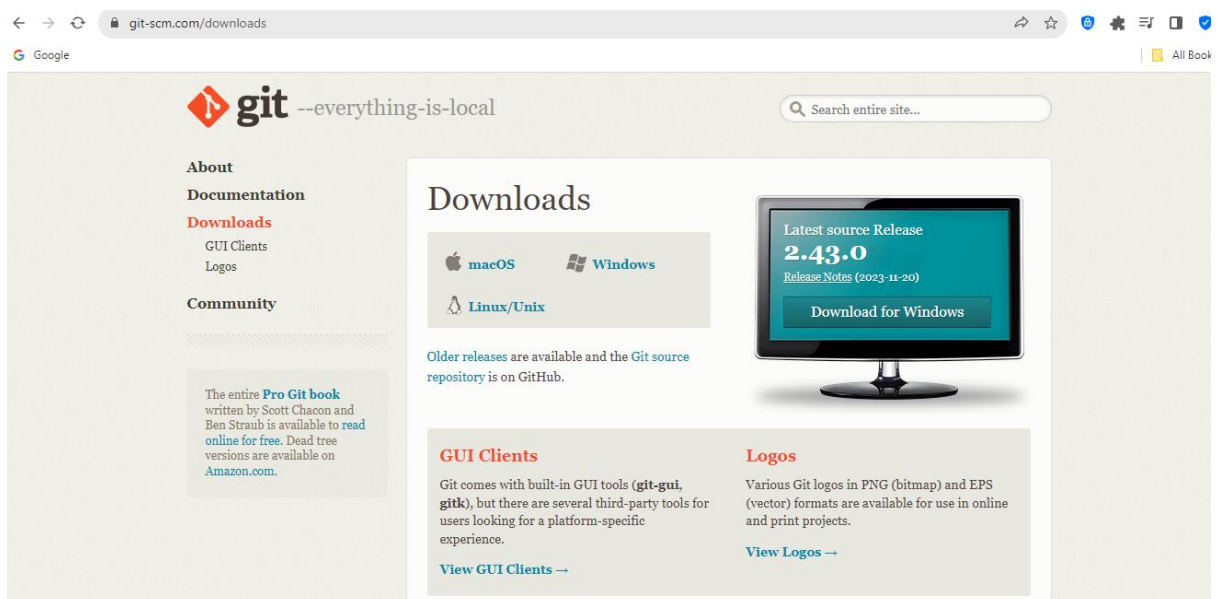 git-scm.com/downloads
Google
All Book
git --everything-is-local
Search entire site...
About
Documentation
Downloads
GUI Clients
Logos
Community
The entire Pro Git book
written by Scott Chacon and
Ben Straub is available to read
online for free. Dead tree
versions are available on
Amazon.com.
Downloads
macOS
Windows
Linux/Unix
Older releases are available and the Git source
repository is on GitHub.
Latest source Release
2.43.0
Release Notes (2023-11-20)
Download for Windows
GUI Clients
Git comes with built-in GUI tools (git-gui,
gitk), but there are several third-party tools for
users looking for a platform-specific
experience.
View GUI Clients →
Logos
Various Git logos in PNG (bitmap) and EPS
(vector) formats are available for use in online
and print projects.
View Logos →